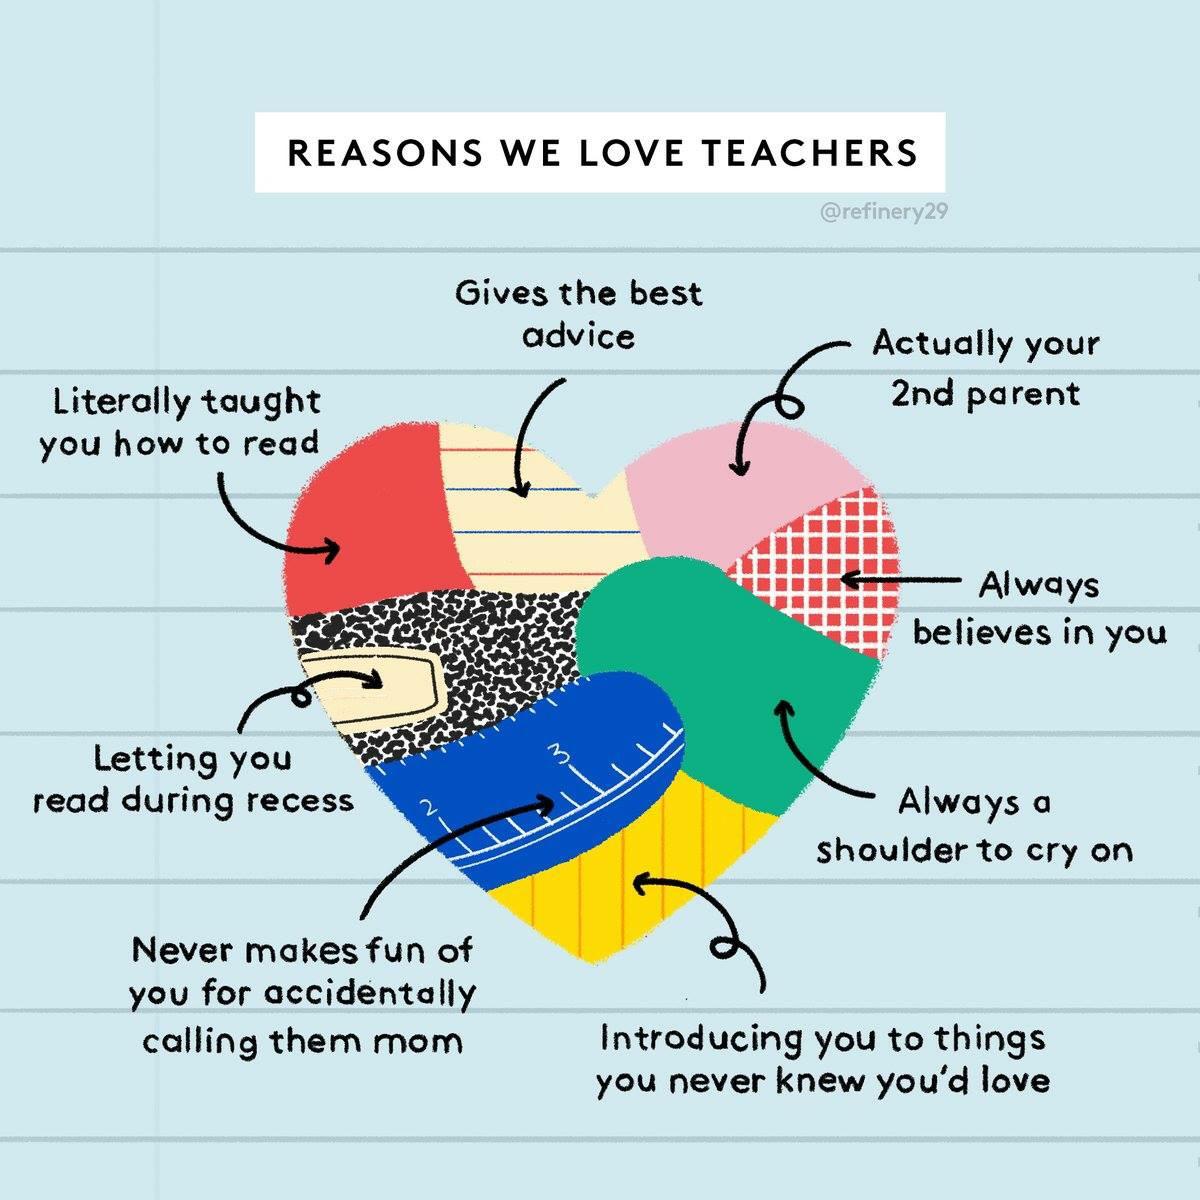 REASONS WE LOVE TEACHERS
@refinery29
Gives the best
advice
Actually your
2nd parent
Literally taught
you how to read
Always
believes in you
Letting you
read during recess
3
2
Always a
shoulder to cry on
Never makes fun of
you for accidentally
calling them mom
Introducing you to things
you never knew you'd love